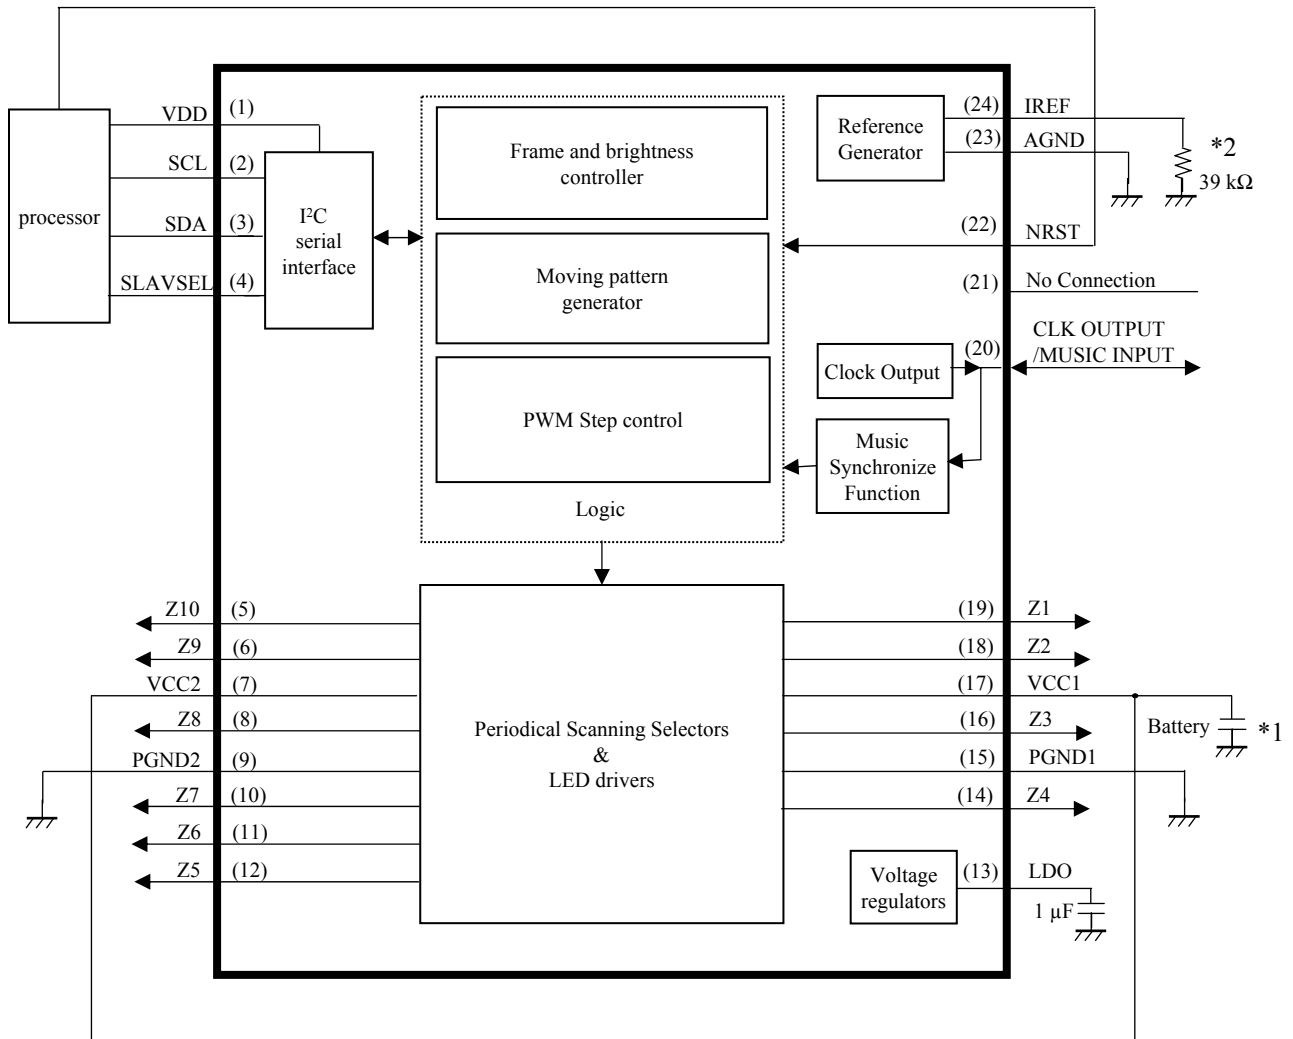 processor
VDD (1)
SCL (2)
SDA (3)
SLAVSEL (4)
I²C
serial
interface
Frame and brightness
controller
Moving pattern
generator
PWM Step control
Logic
Reference
Generator
(24) IREF
(23) AGND
*2
39 kΩ
(22) NRST
(21) No Connection
(20) CLK OUTPUT
/MUSIC INPUT
Clock Output
Music
Synchronize
Function
Z10 (5)
Z9 (6)
VCC2 (7)
Z8 (8)
PGND2 (9)
Z7 (10)
Z6 (11)
Z5 (12)
Periodical Scanning Selectors
&
LED drivers
(19) Z1
(18) Z2
(17) VCC1
(16) Z3
Battery *1
(15) PGND1
(14) Z4
Voltage
regulators
(13) LDO
1 µF